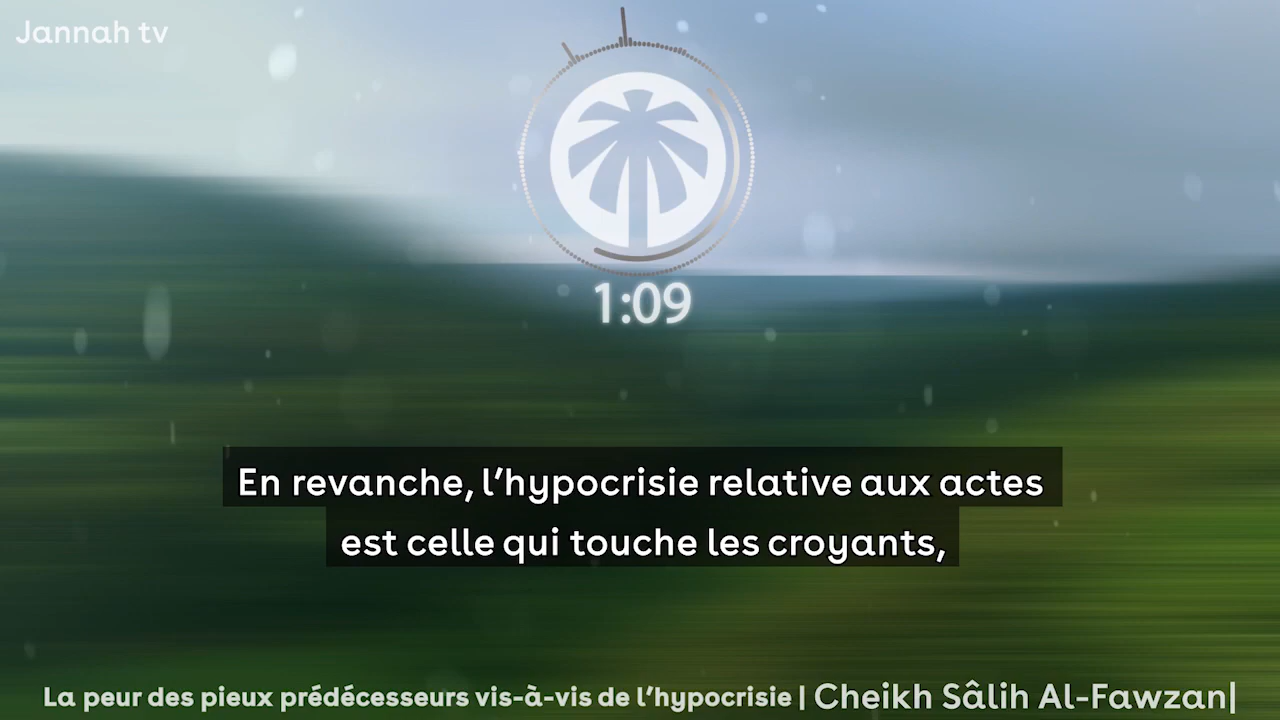 Jannah tv
1:09
En revanche, l’hypocrisie relative aux actes
est celle qui touche les croyants,
La peur des pieux prédécesseurs vis-à-vis de l’hypocrisie | Cheikh Sâlih Al-Fawzan|